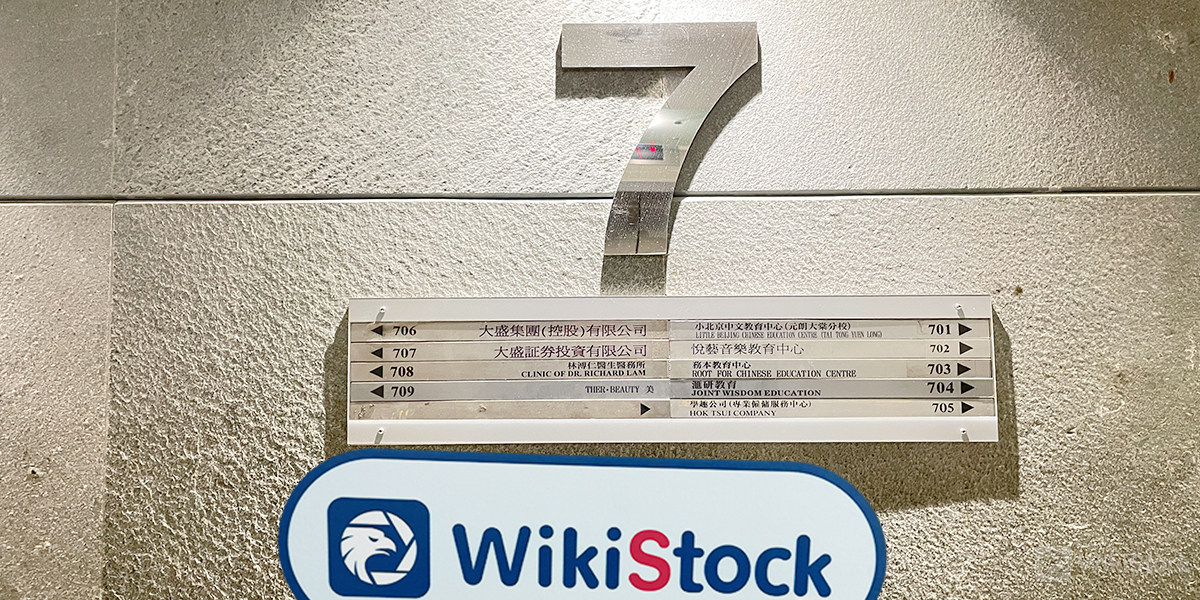 7
706 大盛集團(控股)有限公司
707 大盛証券投資有限公司
708 林溥仁醫生醫務所
CLINIC OF DR. RICHARD LAM
709 THER·BEAUTY 美
小北京中文教育中心(元朗大棠分校) 701
LITTLE BEIJING CHINESE EDUCATION CENTRE (TAI TONG YUEN LONG)
悅藝音樂教育中心 702
務本教育中心 703
ROOT FOR CHINESE EDUCATION CENTRE
滙研教育 704
JOINT WISDOM EDUCATION
學趣公司(專業僱傭服務中心) 705
HOK TSUI COMPANY
WikiStock